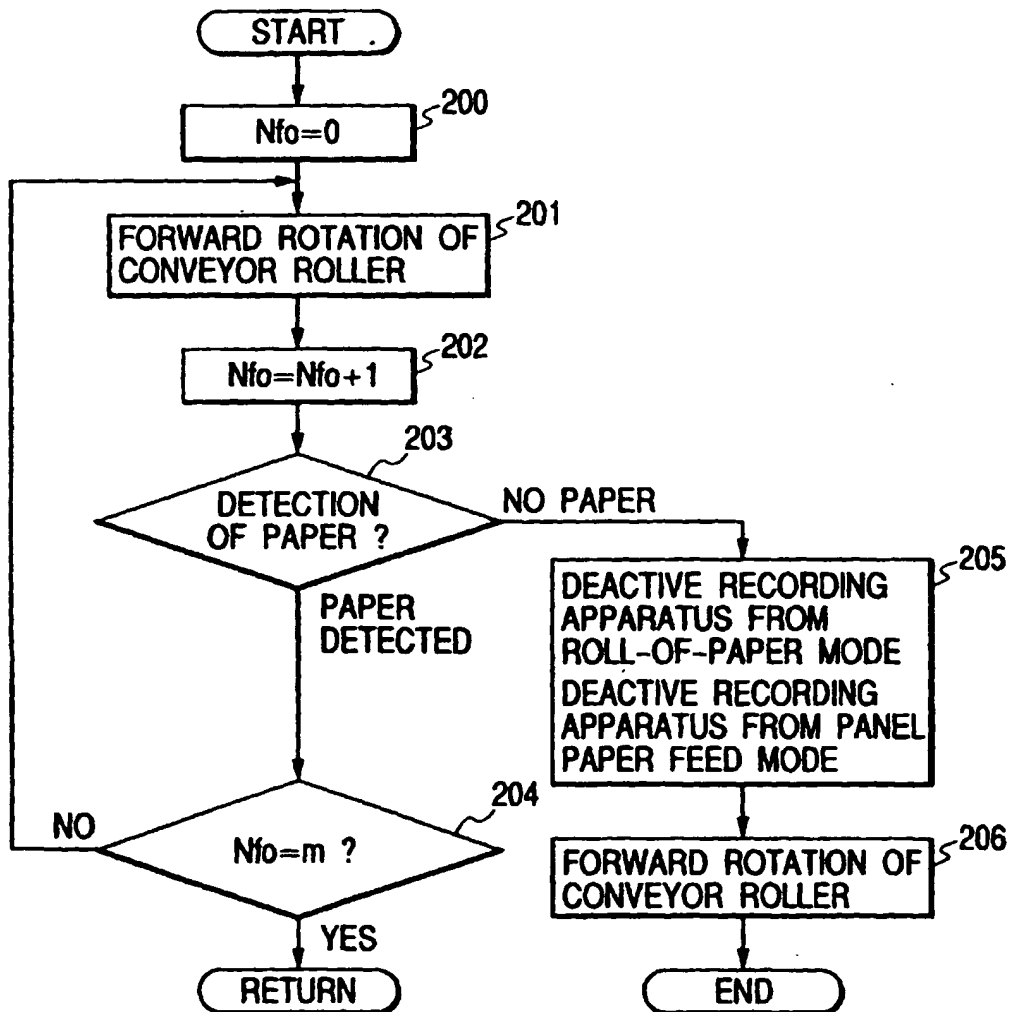 START
200
Nfo=0
201
FORWARD ROTATION OF
CONVEYOR ROLLER
202
Nfo=Nfo+1
203
DETECTION
OF PAPER ?
NO PAPER
PAPER
DETECTED
205
DEACTIVE RECORDING
APPARATUS FROM
ROLL-OF-PAPER MODE
DEACTIVE RECORDING
APPARATUS FROM PANEL
PAPER FEED MODE
204
NO
Nfo=m ?
YES
RETURN
206
FORWARD ROTATION OF
CONVEYOR ROLLER
END